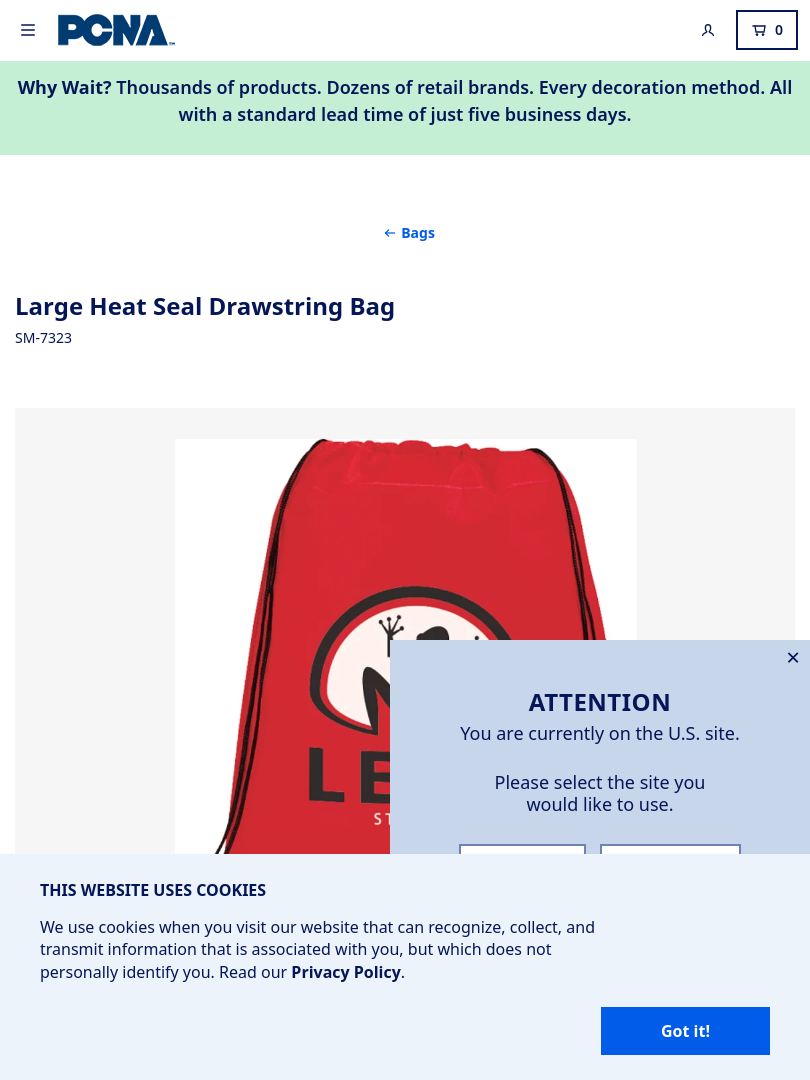 PCNA
0
Why Wait? Thousands of products. Dozens of retail brands. Every decoration method. All
with a standard lead time of just five business days.
← Bags
Large Heat Seal Drawstring Bag
SM-7323
×
ATTENTION
You are currently on the U.S. site.
Please select the site you
would like to use.
THIS WEBSITE USES COOKIES
We use cookies when you visit our website that can recognize, collect, and
transmit information that is associated with you, but which does not
personally identify you. Read our Privacy Policy.
Got it!